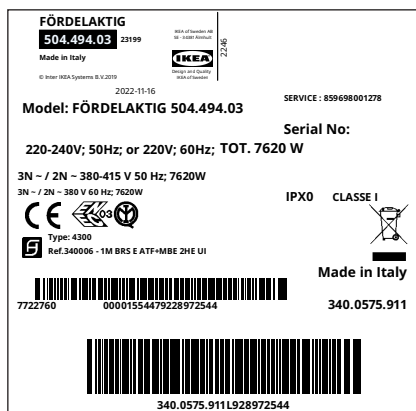 FÖRDELAKTIG
504.494.03 23199
Made in Italy
© Inter IKEA Systems B.V.2019
IKEA of Sweden AB
SE - 34381 Älmhult
IKEA
Design and Quality
IKEA of Sweden
2246
2022-11-16
Model: FÖRDELAKTIG 504.494.03
SERVICE : 859698001278
Serial No:
220-240V; 50Hz; or 220V; 60Hz; TOT. 7620 W
3N ~ / 2N ~ 380-415 V 50 Hz; 7620W
3N ~ / 2N ~ 380 V 60 Hz; 7620W
IPX0 CLASSE I
CE 03
Type: 4300
Ref.340006 - 1M BRS E ATF+MBE 2HE UI
Made in Italy
7722760 00001554479228972544
340.0575.911
340.0575.911L928972544